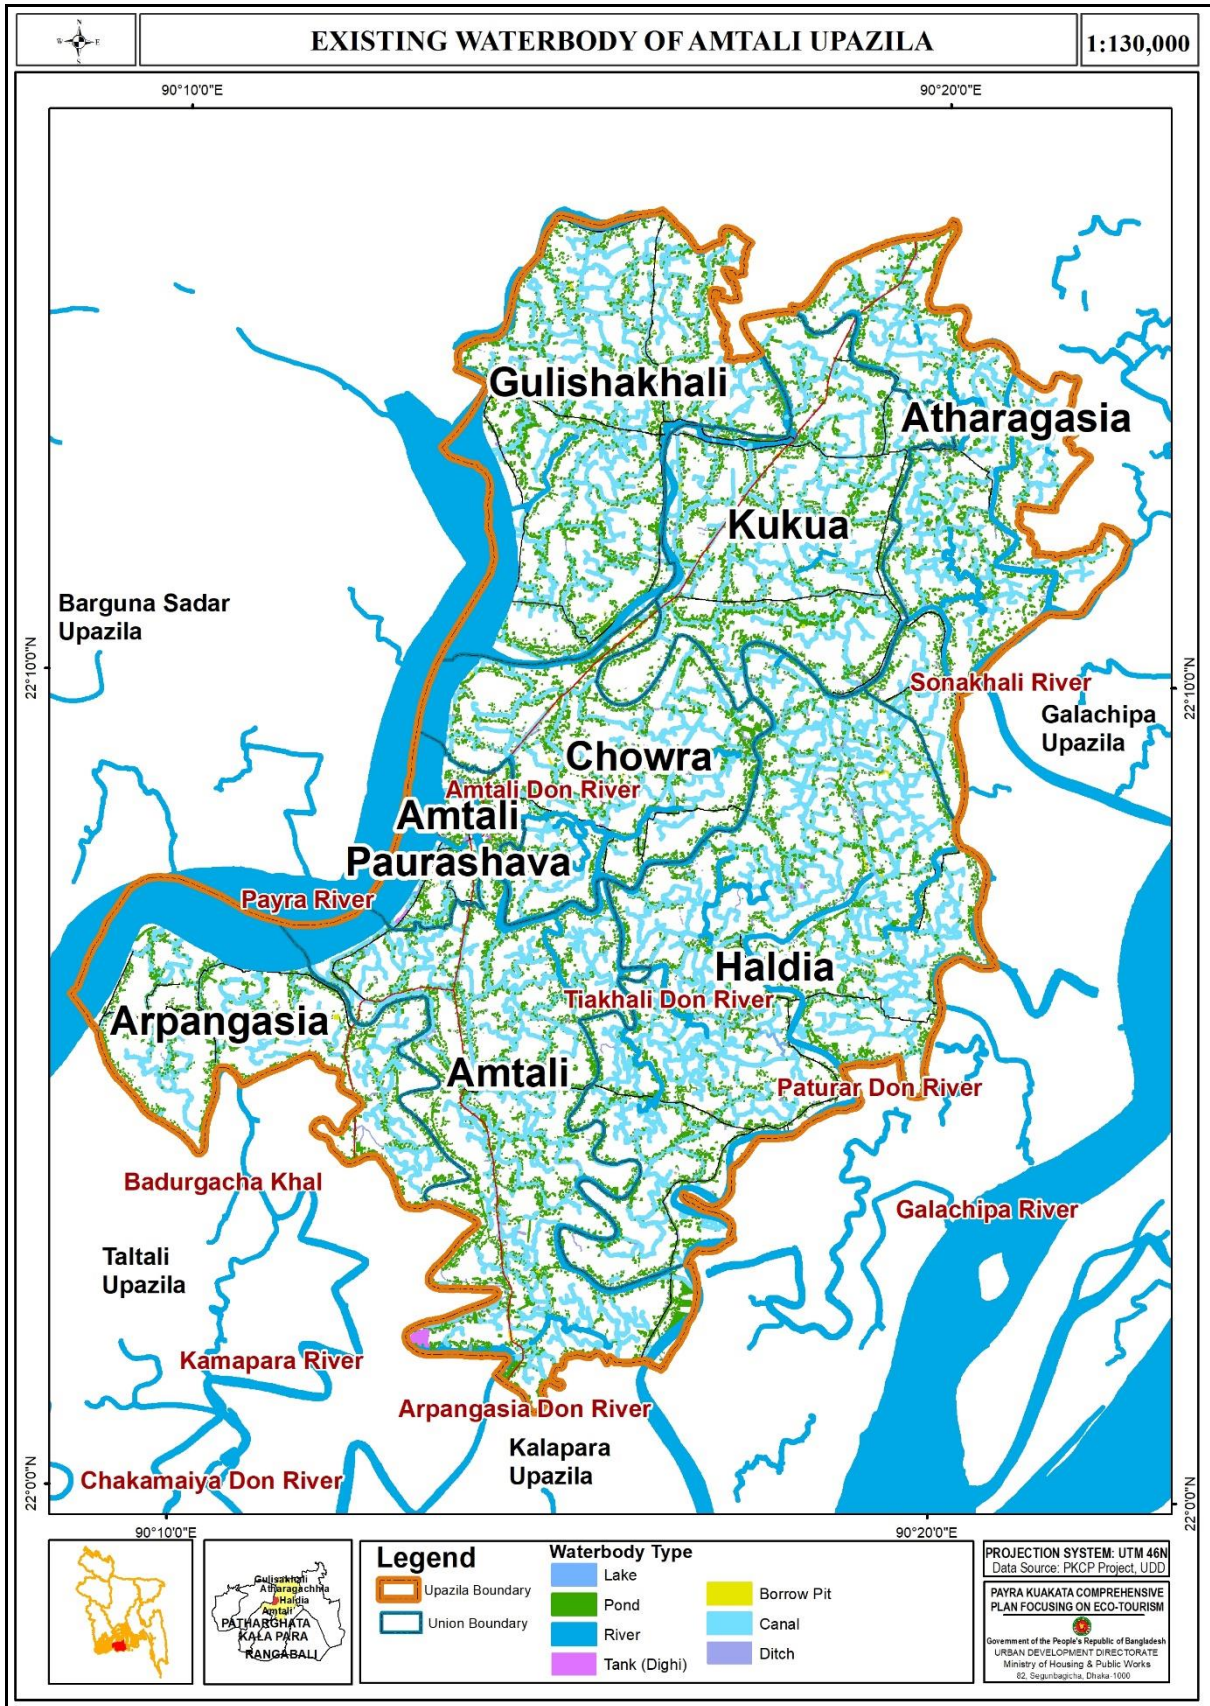 N
W E
S
EXISTING WATERBODY OF AMTALI UPAZILA
1:130,000
90°10'0"E
90°20'0"E
Gulishakhali
Atharagasia
Kukua
Barguna Sadar
Upazila
22°10'0"N
22°10'0"N
Sonakhali River
Galachipa
Upazila
Chowra
Amtali Don River
Amtali
Paurashava
Payra River
Haldia
Tiakhali Don River
Arpangasia
Amtali
Paturar Don River
Badurgacha Khal
Galachipa River
Taltali
Upazila
Kamapara River
Arpangasia Don River
Kalapara
Upazila
Chakamaiya Don River
22°0'0"N
22°0'0"N
90°10'0"E
90°20'0"E
Gulisakhali
Atharagachhia
Haldia
Amtali
PATHARGHATA
KALA PARA
RANGABALI
Legend
Upazila Boundary
Union Boundary
Waterbody Type
Lake
Pond
River
Tank (Dighi)
Borrow Pit
Canal
Ditch
PROJECTION SYSTEM: UTM 46N
Data Source: PKCP Project, UDD
PAYRA KUAKATA COMPREHENSIVE
PLAN FOCUSING ON ECO-TOURISM
Government of the People's Republic of Bangladesh
URBAN DEVELOPMENT DIRECTORATE
Ministry of Housing & Public Works
82, Segunbagicha, Dhaka-1000